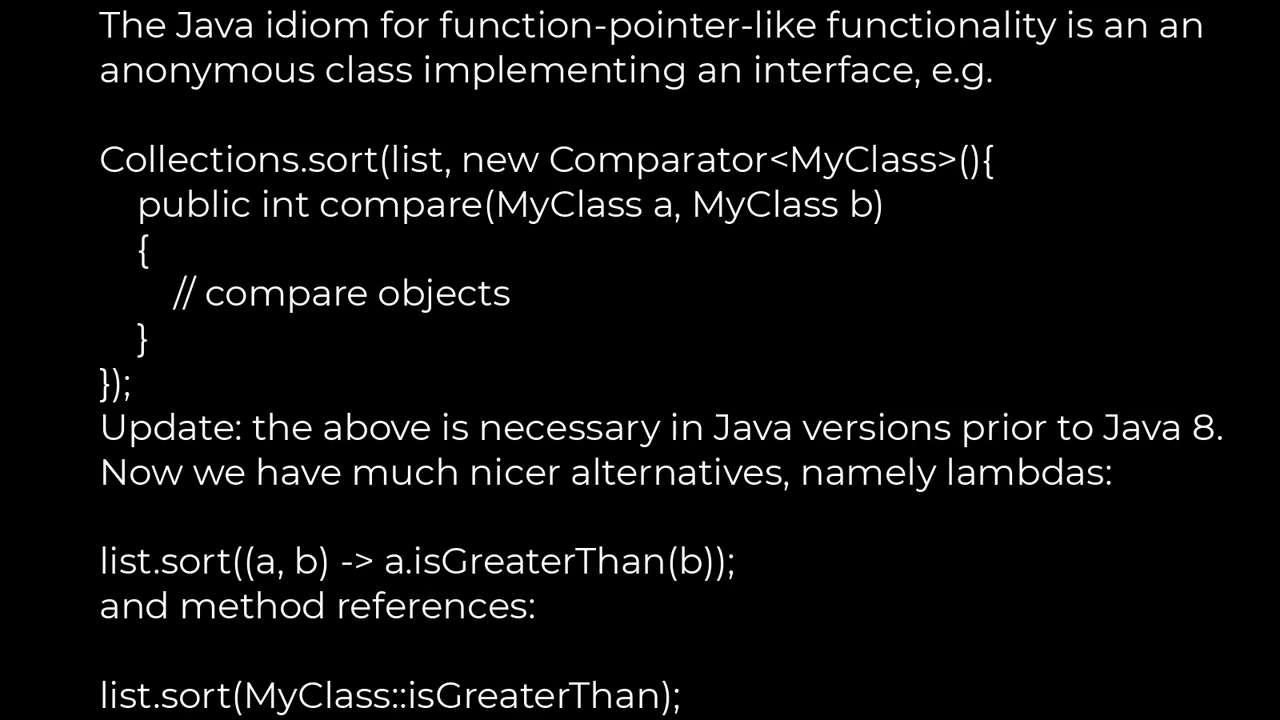 The Java idiom for function-pointer-like functionality is an an
anonymous class implementing an interface, e.g.
Collections.sort(list, new Comparator<MyClass>(){
public int compare(MyClass a, MyClass b)
{
// compare objects
}
});
Update: the above is necessary in Java versions prior to Java 8.
Now we have much nicer alternatives, namely lambdas:
list.sort((a, b) -> a.isGreaterThan(b));
and method references:
list.sort(MyClass::isGreaterThan);